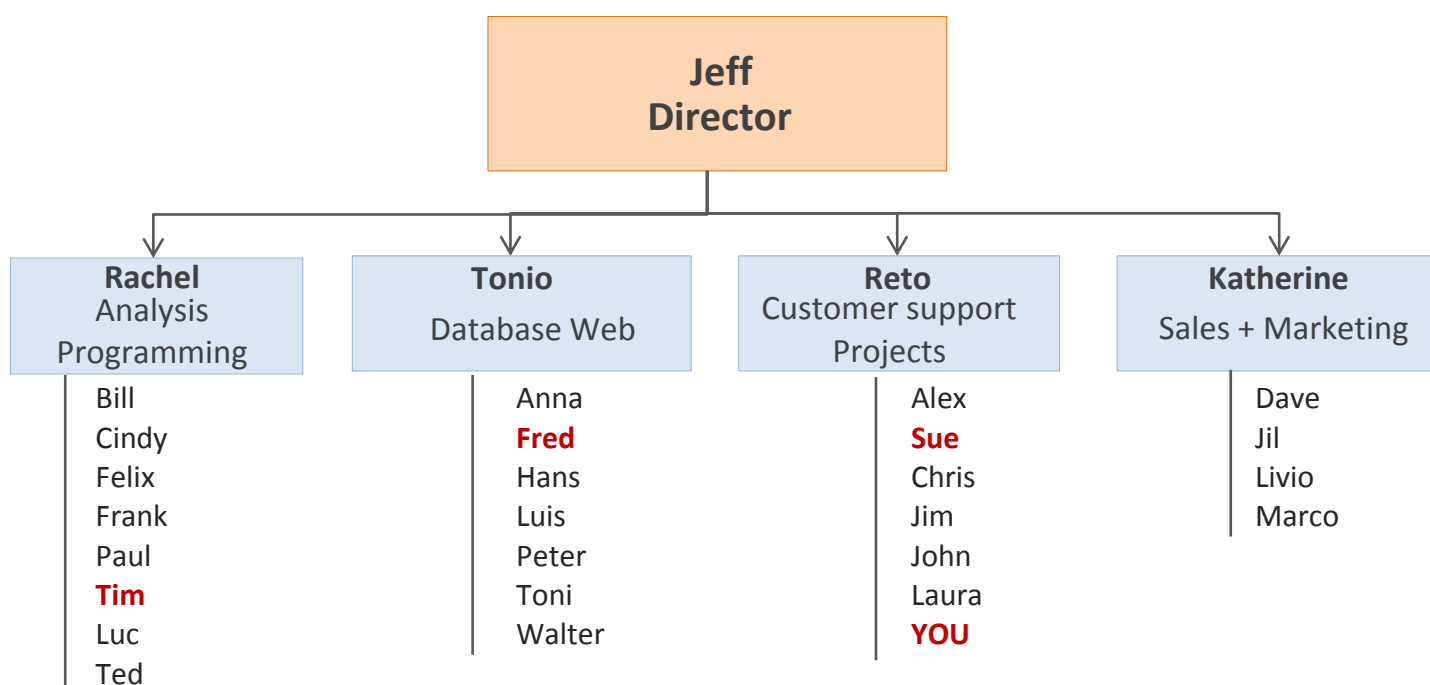 Jeff
Director
Rachel
Analysis
Programming
Bill
Cindy
Felix
Frank
Paul
Tim
Luc
Ted
Tonio
Database Web
Anna
Fred
Hans
Luis
Peter
Toni
Walter
Reto
Customer support
Projects
Alex
Sue
Chris
Jim
John
Laura
YOU
Katherine
Sales + Marketing
Dave
Jil
Livio
Marco